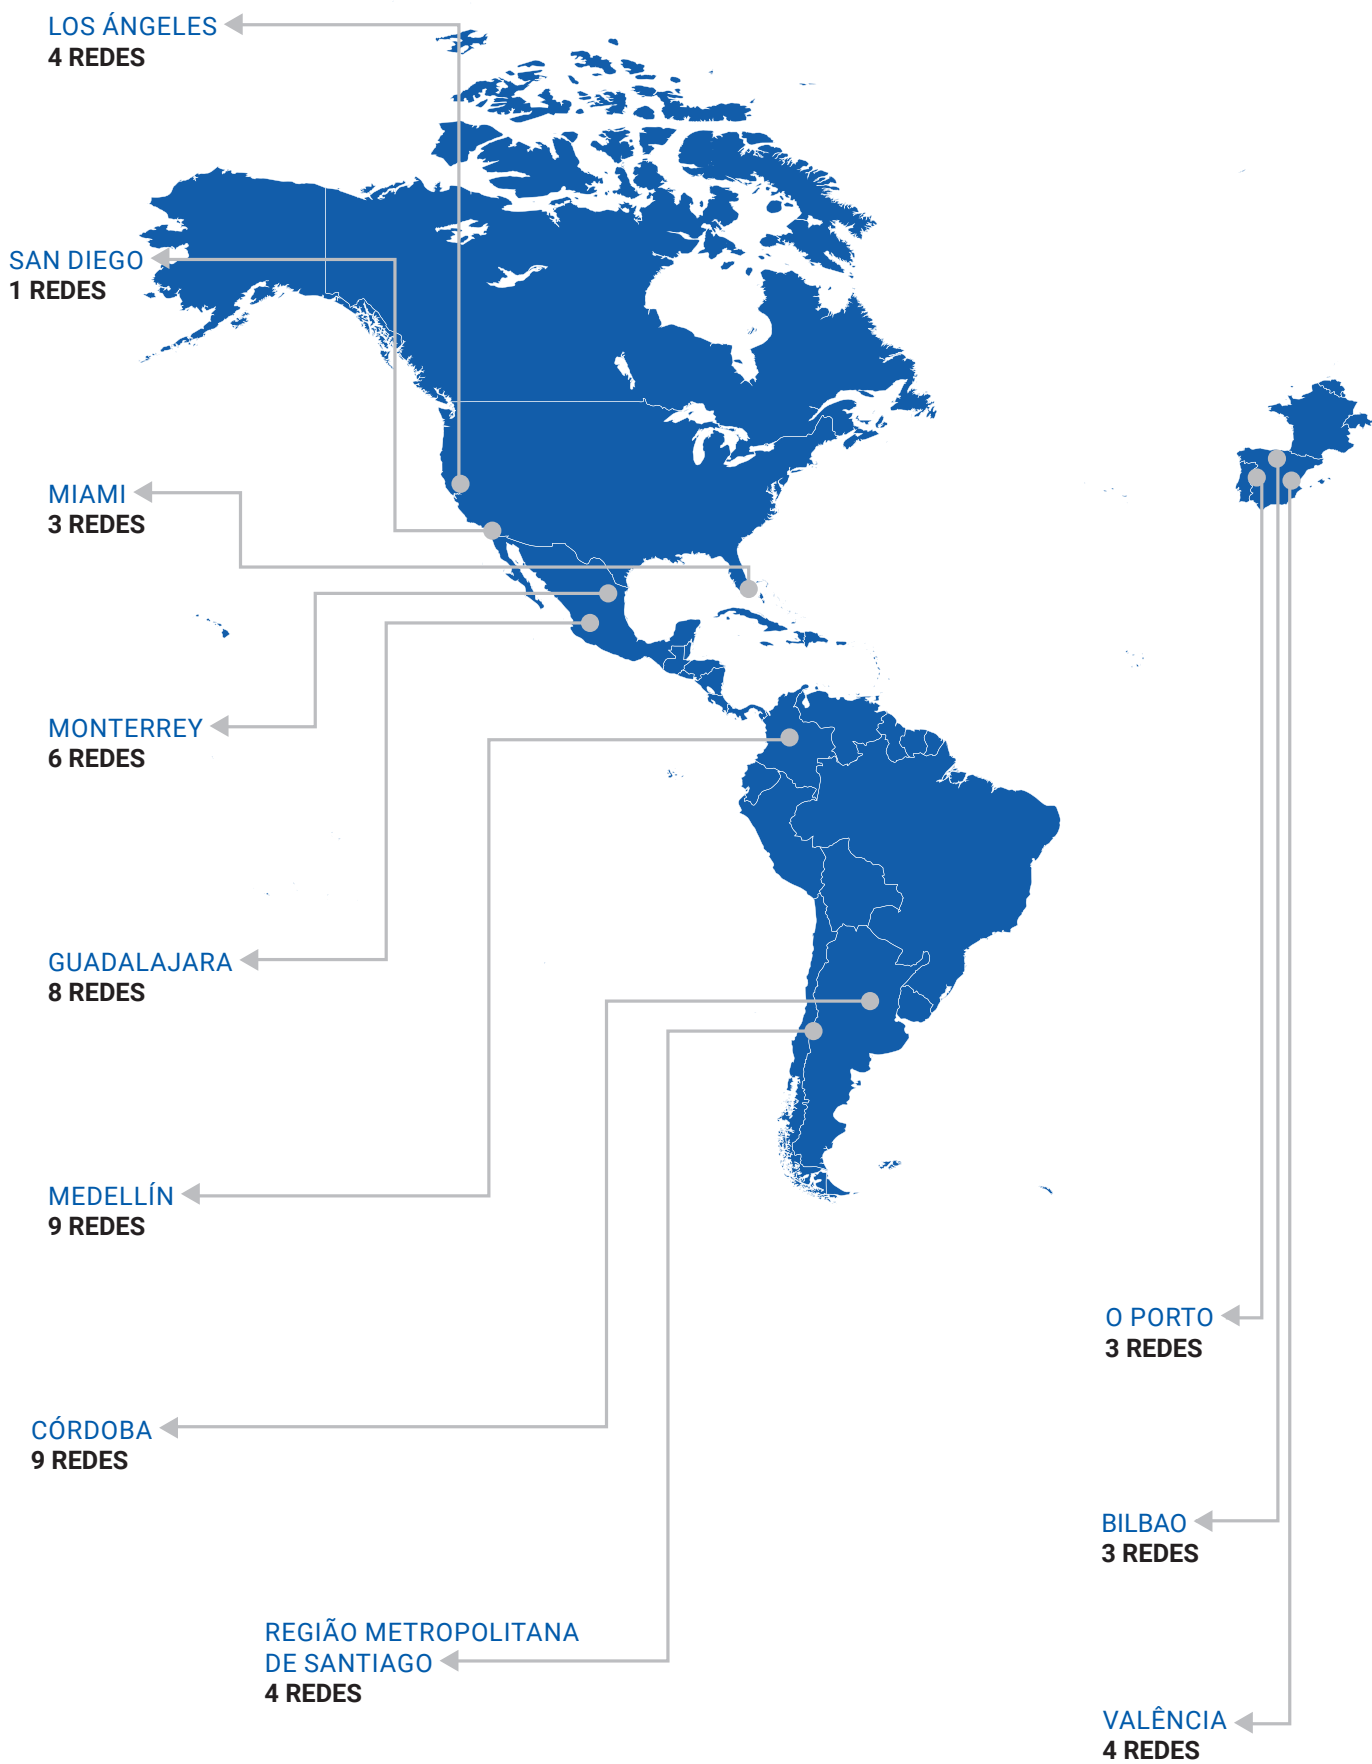 LOS ÁNGELES
4 REDES
SAN DIEGO
1 REDES
MIAMI
3 REDES
MONTERREY
6 REDES
GUADALAJARA
8 REDES
MEDELLÍN
9 REDES
CÓRDOBA
9 REDES
REGIÃO METROPOLITANA
DE SANTIAGO
4 REDES
O PORTO
3 REDES
BILBAO
3 REDES
VALÊNCIA
4 REDES